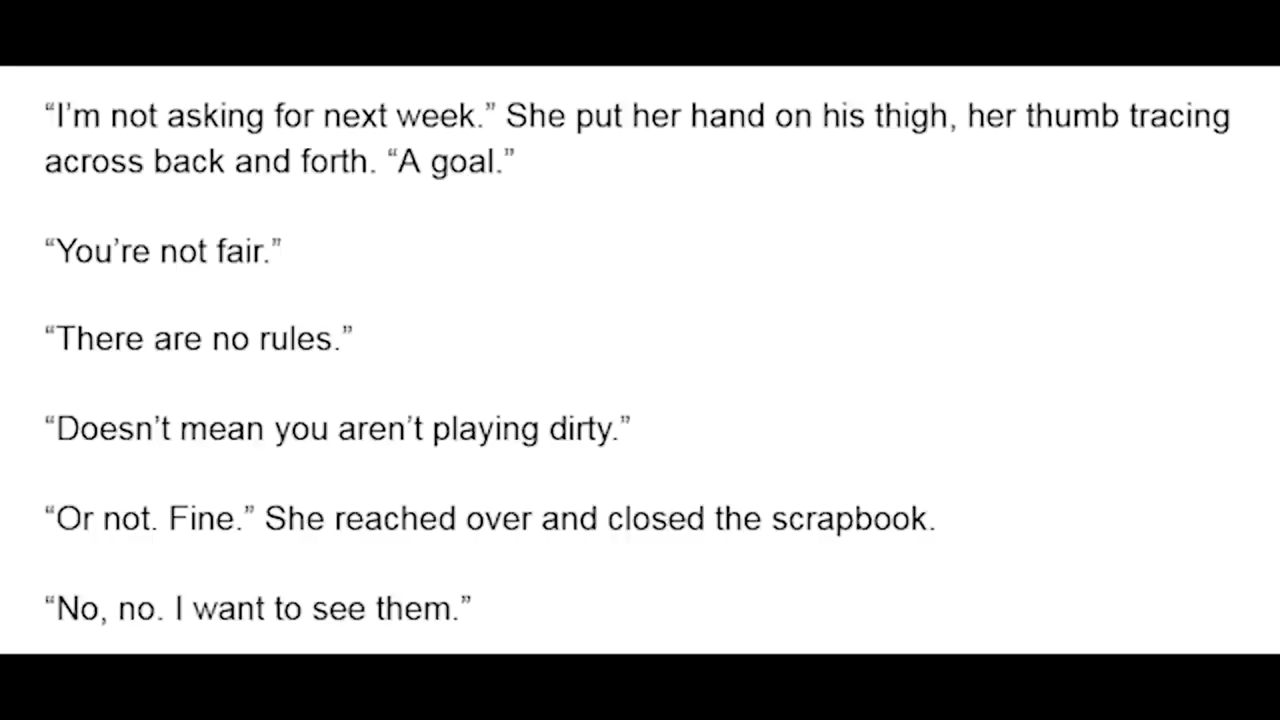 “I’m not asking for next week.” She put her hand on his thigh, her thumb tracing
across back and forth. “A goal.”
“You’re not fair.”
“There are no rules.”
“Doesn’t mean you aren’t playing dirty.”
“Or not. Fine.” She reached over and closed the scrapbook.
“No, no. I want to see them.”